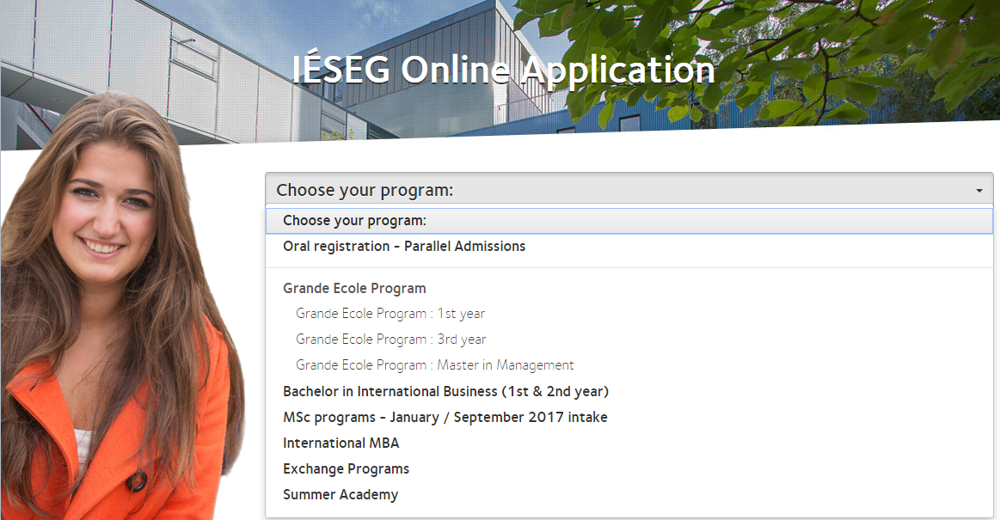 IÉSEG Online Application
Choose your program:
Choose your program:
Oral registration - Parallel Admissions
Grande Ecole Program
Grande Ecole Program : 1st year
Grande Ecole Program : 3rd year
Grande Ecole Program : Master in Management
Bachelor in International Business (1st & 2nd year)
MSc programs - January / September 2017 intake
International MBA
Exchange Programs
Summer Academy